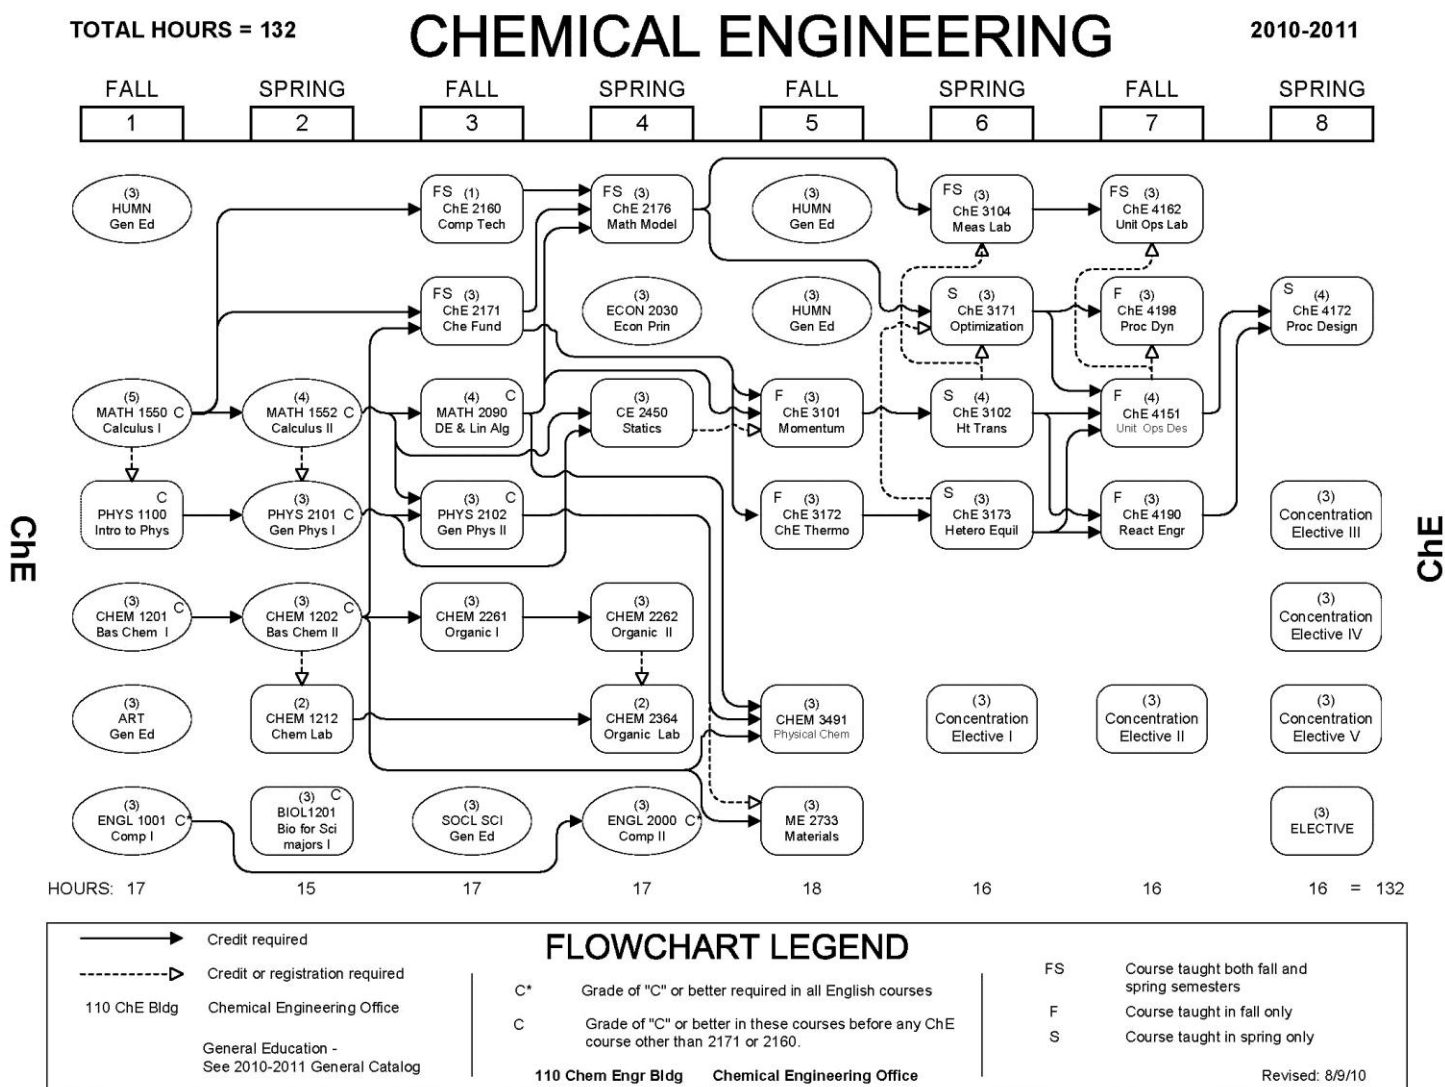 TOTAL HOURS = 132
CHEMICAL ENGINEERING
2010-2011
FALL SPRING FALL SPRING FALL SPRING FALL SPRING
1 2 3 4 5 6 7 8
(3)
HUMN
Gen Ed
FS (1)
ChE 2160
Comp Tech
FS (3)
ChE 2176
Math Model
(3)
HUMN
Gen Ed
FS (3)
ChE 3104
Meas Lab
FS (3)
ChE 4162
Unit Ops Lab
FS (3)
ChE 2171
Che Fund
(3)
ECON 2030
Econ Prin
(3)
HUMN
Gen Ed
S (3)
ChE 3171
Optimization
F (3)
ChE 4198
Proc Dyn
S (4)
ChE 4172
Proc Design
(5)
MATH 1550 C
Calculus I
(4)
MATH 1552 C
Calculus II
(4) C
MATH 2090
DE & Lin Alg
(3)
CE 2450
Statics
F (3)
ChE 3101
Momentum
S (4)
ChE 3102
Ht Trans
F (4)
ChE 4151
Unit Ops Des
C
PHYS 1100
Intro to Phys
(3)
PHYS 2101 C
Gen Phys I
(3) C
PHYS 2102
Gen Phys II
F (3)
ChE 3172
ChE Thermo
S (3)
ChE 3173
Hetero Equil
F (3)
ChE 4190
React Engr
(3)
Concentration
Elective III
ChE
ChE
(3)
CHEM 1201 C
Bas Chem I
(3) C
CHEM 1202
Bas Chem II
(3)
CHEM 2261
Organic I
(3)
CHEM 2262
Organic II
(3)
Concentration
Elective IV
(3)
ART
Gen Ed
(2)
CHEM 1212
Chem Lab
(2)
CHEM 2364
Organic Lab
(3)
CHEM 3491
Physical Chem
(3)
Concentration
Elective I
(3)
Concentration
Elective II
(3)
Concentration
Elective V
(3)
ENGL 1001 C*
Comp I
(3) C
BIOL1201
Bio for Sci
majors I
(3)
SOCL SCI
Gen Ed
(3)
ENGL 2000 C*
Comp II
(3)
ME 2733
Materials
(3)
ELECTIVE
HOURS: 17 15 17 17 18 16 16 16 = 132
FLOWCHART LEGEND
Credit required
Credit or registration required
110 ChE Bldg Chemical Engineering Office
General Education -
See 2010-2011 General Catalog
C* Grade of "C" or better required in all English courses
C Grade of "C" or better in these courses before any ChE
course other than 2171 or 2160.
110 Chem Engr Bldg Chemical Engineering Office
FS Course taught both fall and
spring semesters
F Course taught in fall only
S Course taught in spring only
Revised: 8/9/10